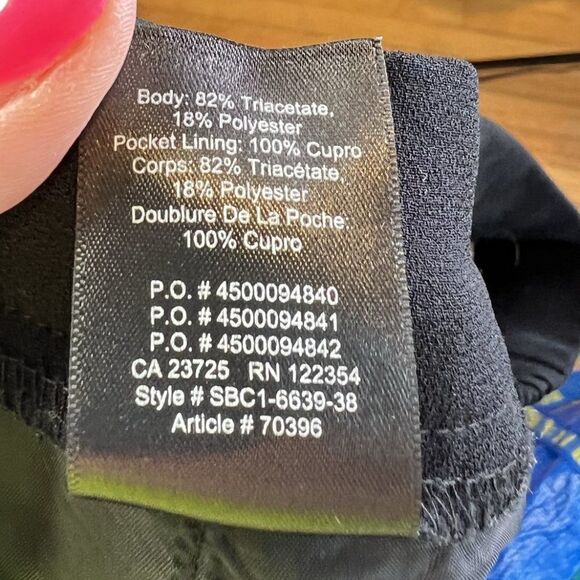 Body: 82% Triacetate,
18% Polyester
Pocket Lining: 100% Cupro
Corps: 82% Triacétate,
18% Polyester
Doublure De La Poche:
100% Cupro
P.O. # 4500094840
P.O. # 4500094841
P.O. # 4500094842
CA 23725 RN 122354
Style # SBC1-6639-38
Article # 70396